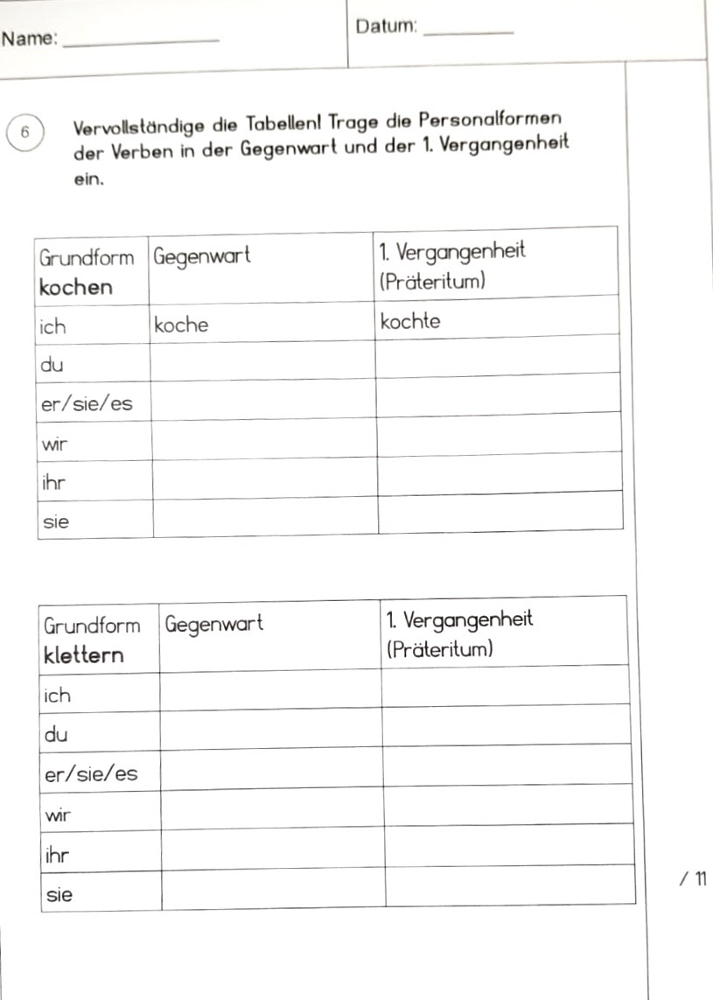 Name: ____________ Datum: ________
6 Vervollständige die Tabellen! Trage die Personalformen
der Verben in der Gegenwart und der 1. Vergangenheit
ein.
Grundform Gegenwart 1. Vergangenheit
kochen (Präteritum)
ich koche kochte
du
er/sie/es
wir
ihr
sie
Grundform Gegenwart 1. Vergangenheit
klettern (Präteritum)
ich
du
er/sie/es
wir
ihr
sie
/ 11